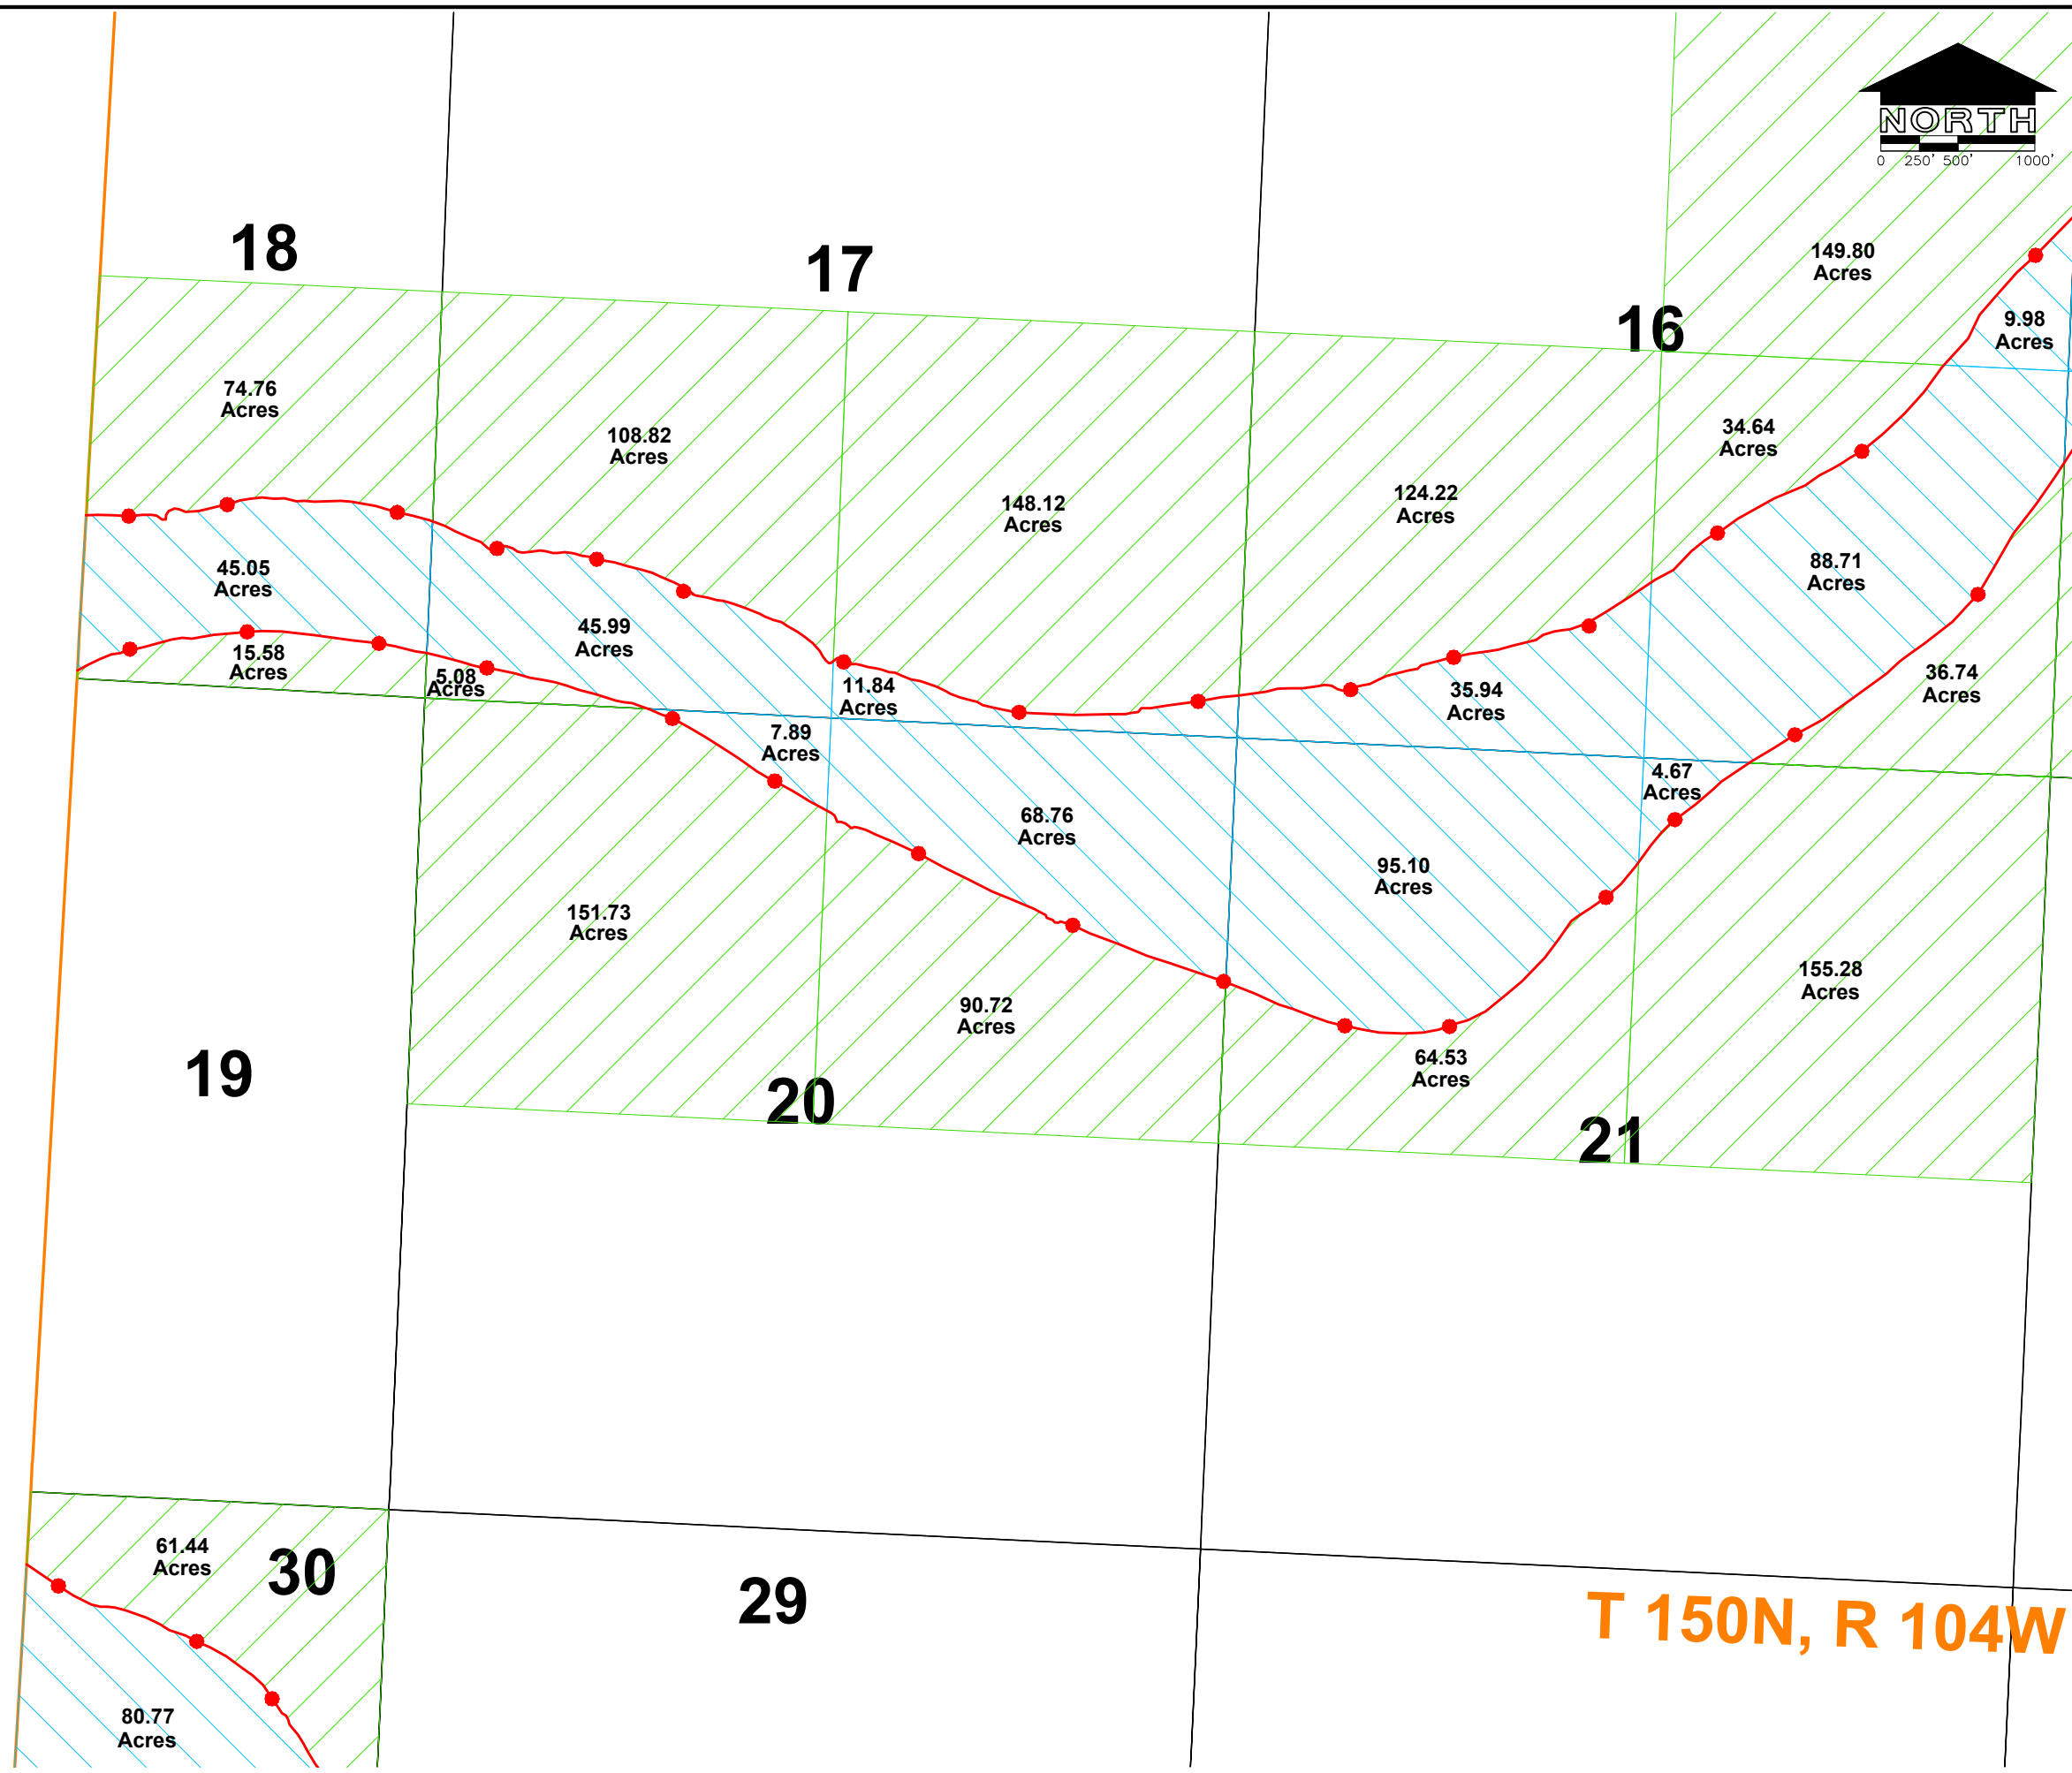 NORTH
0 250' 500' 1000'
18
17
16
149.80
Acres
9.98
Acres
74.76
Acres
108.82
Acres
148.12
Acres
124.22
Acres
34.64
Acres
45.05
Acres
45.99
Acres
88.71
Acres
15.58
Acres
5.08
Acres
11.84
Acres
35.94
Acres
36.74
Acres
7.89
Acres
4.67
Acres
68.76
Acres
95.10
Acres
151.73
Acres
90.72
Acres
155.28
Acres
64.53
Acres
19
20
21
61.44
Acres
30
29
T 150N, R 104W
80.77
Acres